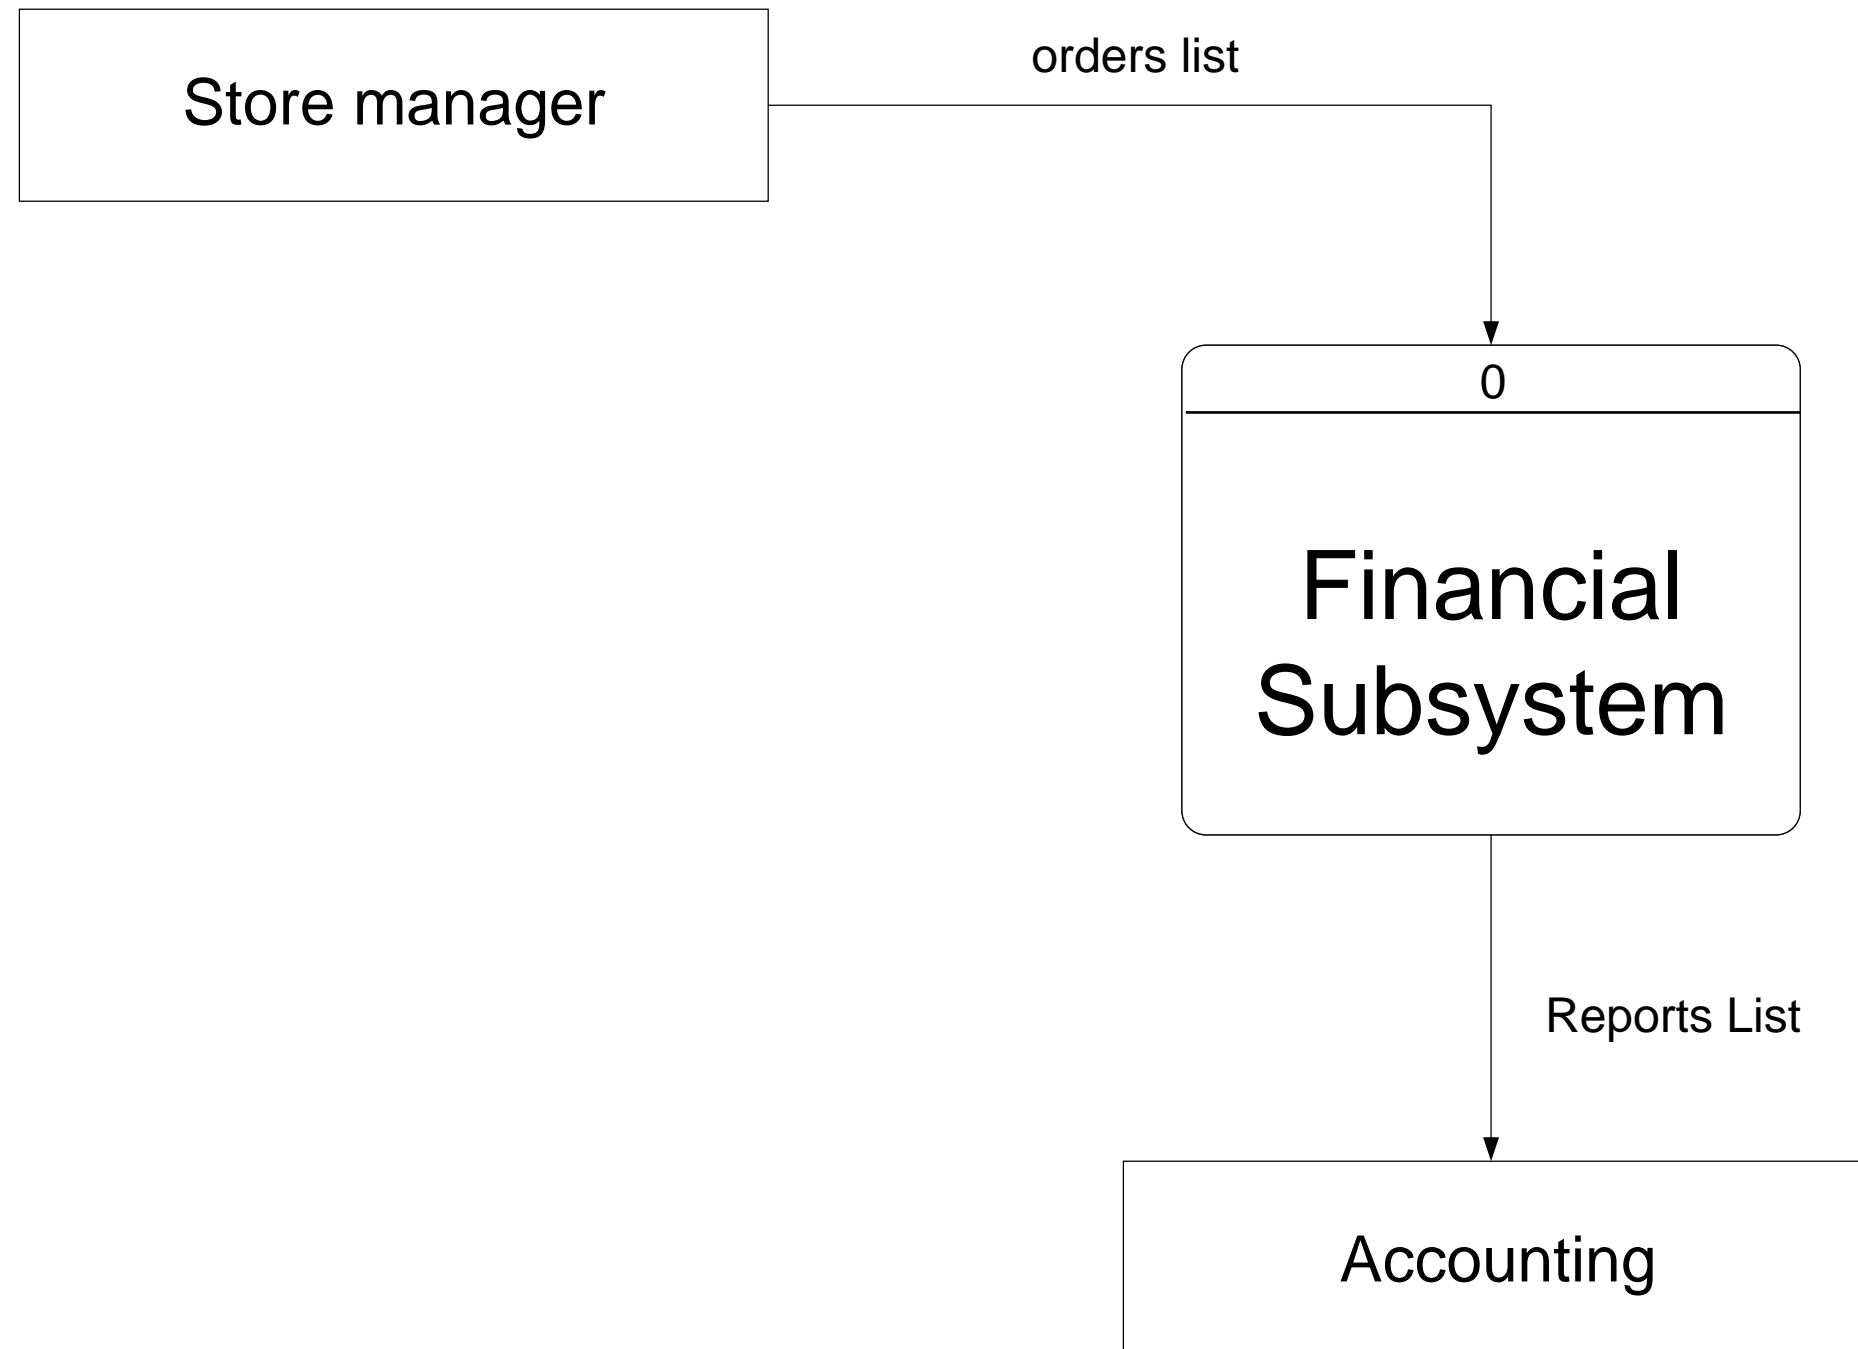 Store manager
orders list
0
Financial
Subsystem
Reports List
Accounting